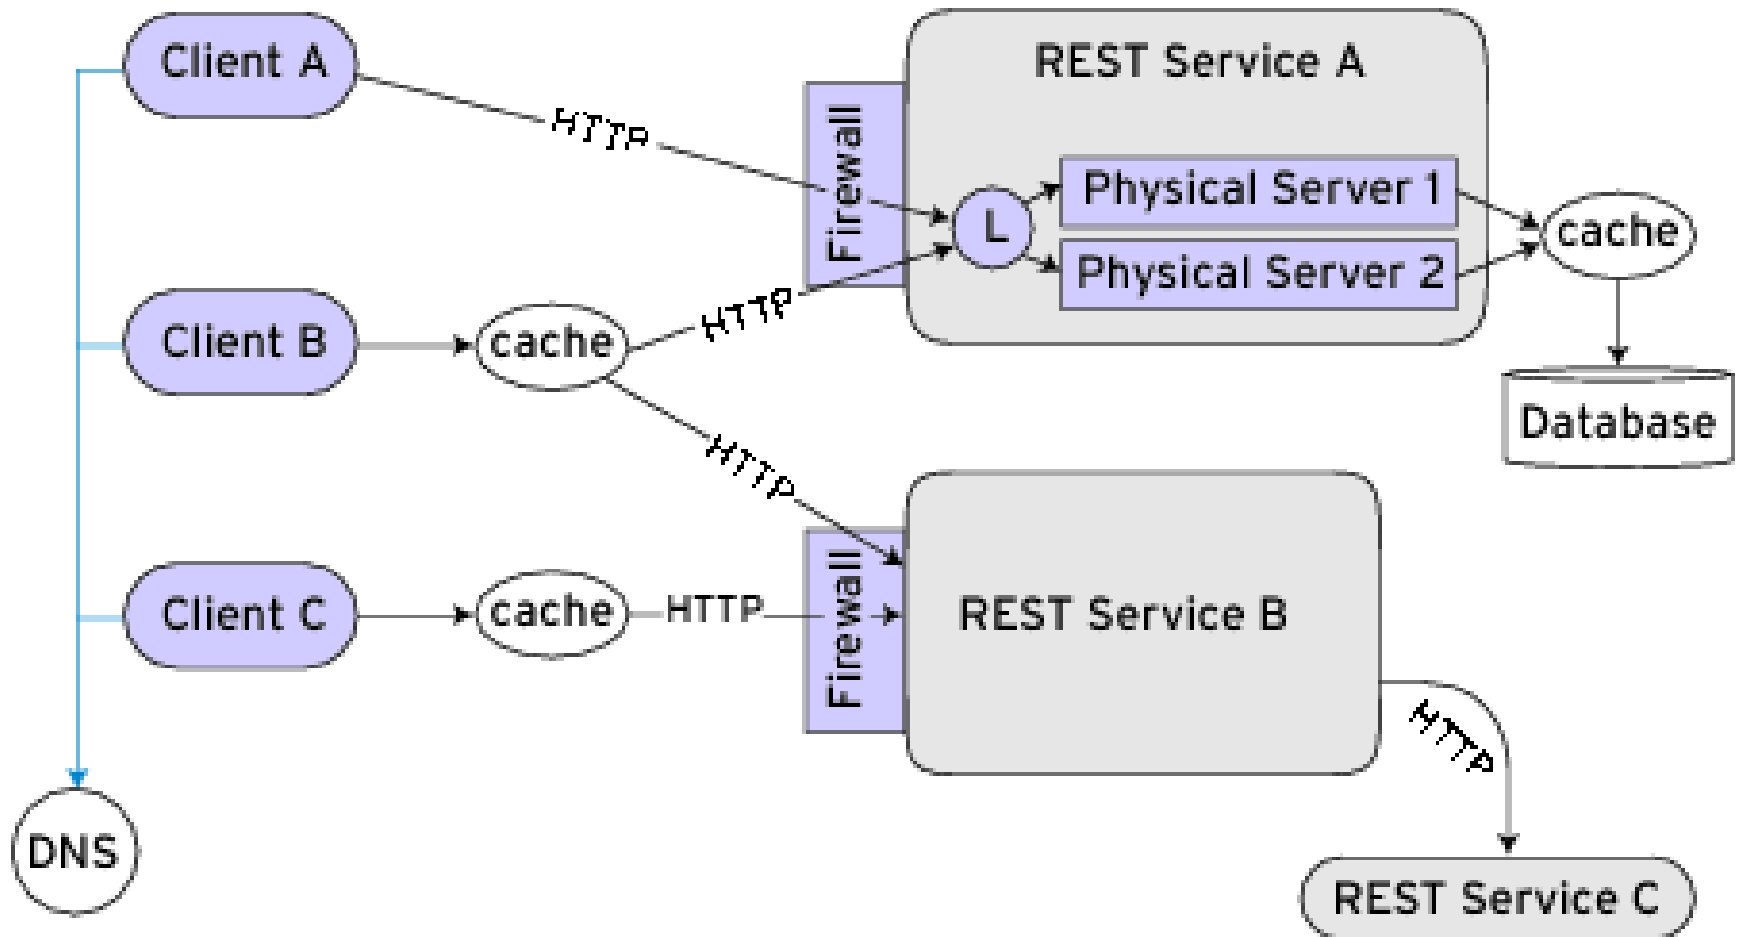 Client A
HTTP
Firewall
REST Service A
L
Physical Server 1
Physical Server 2
cache
Database
Client B
cache
HTTP
HTTP
Client C
cache
HTTP
Firewall
REST Service B
HTTP
REST Service C
DNS